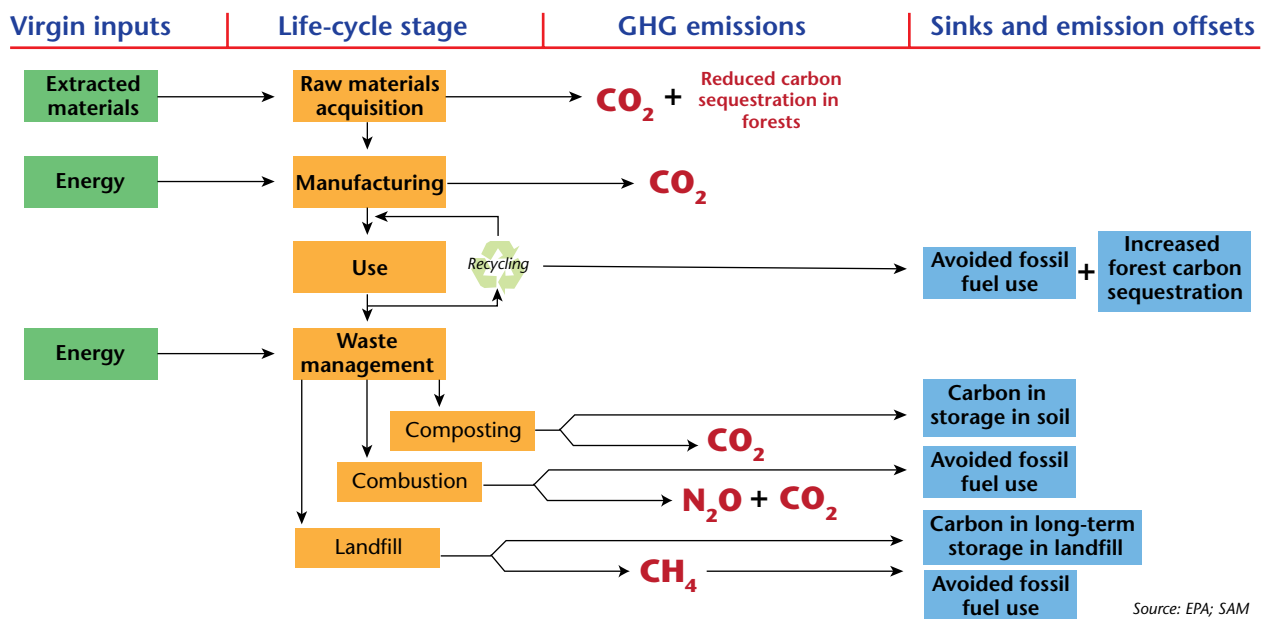 Virgin inputs
Life-cycle stage
GHG emissions
Sinks and emission offsets
Extracted
materials
Raw materials
acquisition
CO2 +
Reduced carbon
sequestration in
forests
Energy
Manufacturing
CO2
Use
Recycling
Avoided fossil
fuel use
+
Increased
forest carbon
sequestration
Energy
Waste
management
Composting
CO2
Carbon in
storage in soil
Combustion
N2O + CO2
Avoided fossil
fuel use
Landfill
CH4
Carbon in long-term
storage in landfill
Avoided fossil
fuel use
Source: EPA; SAM